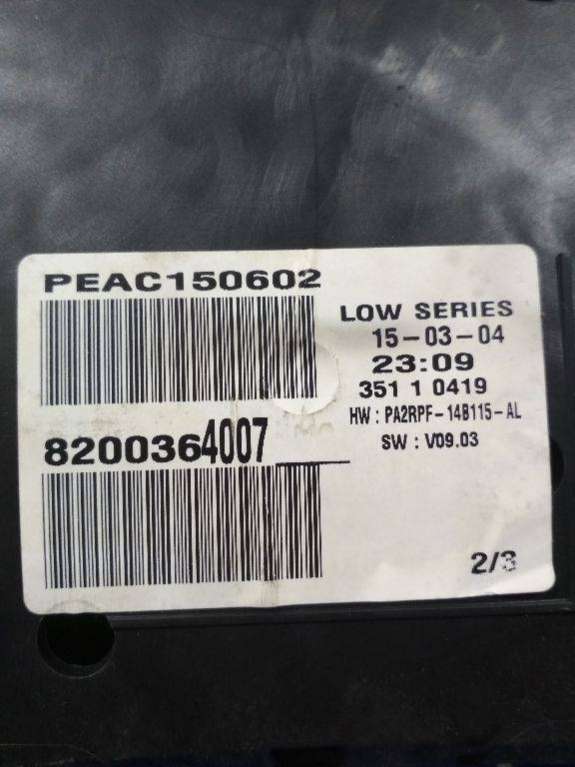 PEAC150602
LOW SERIES
15-03-04
23:09
351 1 0419
HW : PA2RPF-14B115-AL
SW : V09.03
8200364007__
2/3